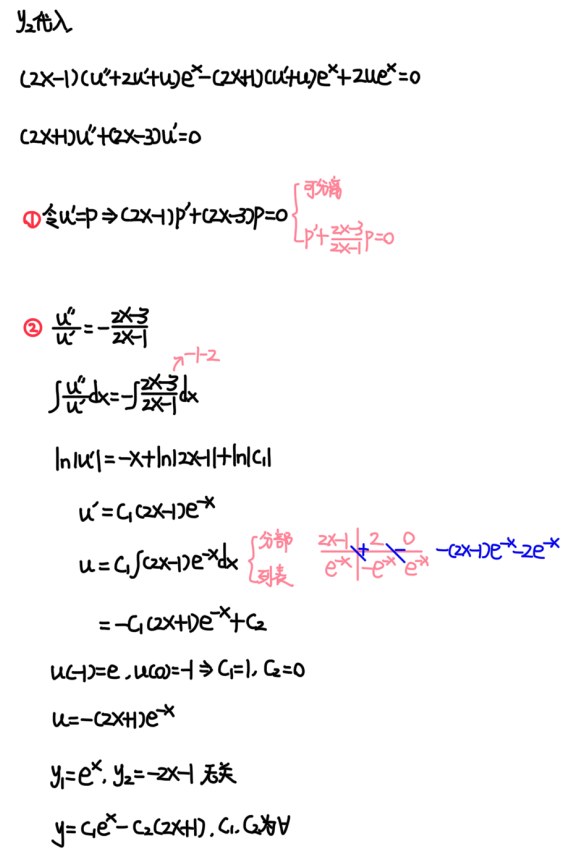 y₂代入
(2x-1)(u''+2u'+u)eˣ-(2x+1)(u'+u)eˣ+2ueˣ=0
(2x+1)u''+(2x-3)u'=0
① 令u'=p⇒(2x-1)p'+(2x-3)p=0
可分离
p'+\frac{2x-3}{2x-1}p=0
② \frac{u''}{u'}=-\frac{2x-3}{2x-1}
→-1-2
∫\frac{u''}{u'}dx=-∫\frac{2x-3}{2x-1}dx
ln|u'|=-x+ln|2x-1|+ln|c₁|
u'=c₁(2x-1)e⁻ˣ
u=c₁∫(2x-1)e⁻ˣdx
分部
列表
2x-1 2 0
+ -
e⁻ˣ -e⁻ˣ e⁻ˣ
-(2x-1)e⁻ˣ-2e⁻ˣ
=-c₁(2x+1)e⁻ˣ+c₂
u(-1)=e,u(0)=-1⇒c₁=1,c₂=0
u=-(2x+1)e⁻ˣ
y₁=eˣ,y₂=-2x-1 无关
y=c₁eˣ-c₂(2x+1),c₁,c₂为∀